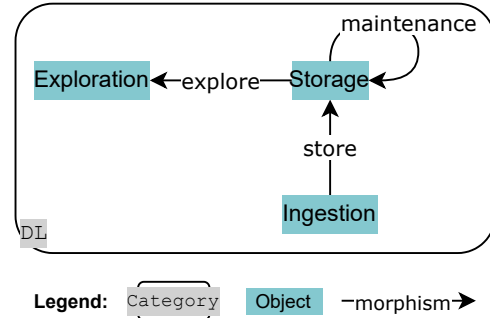 maintenance
Exploration
explore
Storage
store
Ingestion
DL
Legend:
Category
Object
morphism